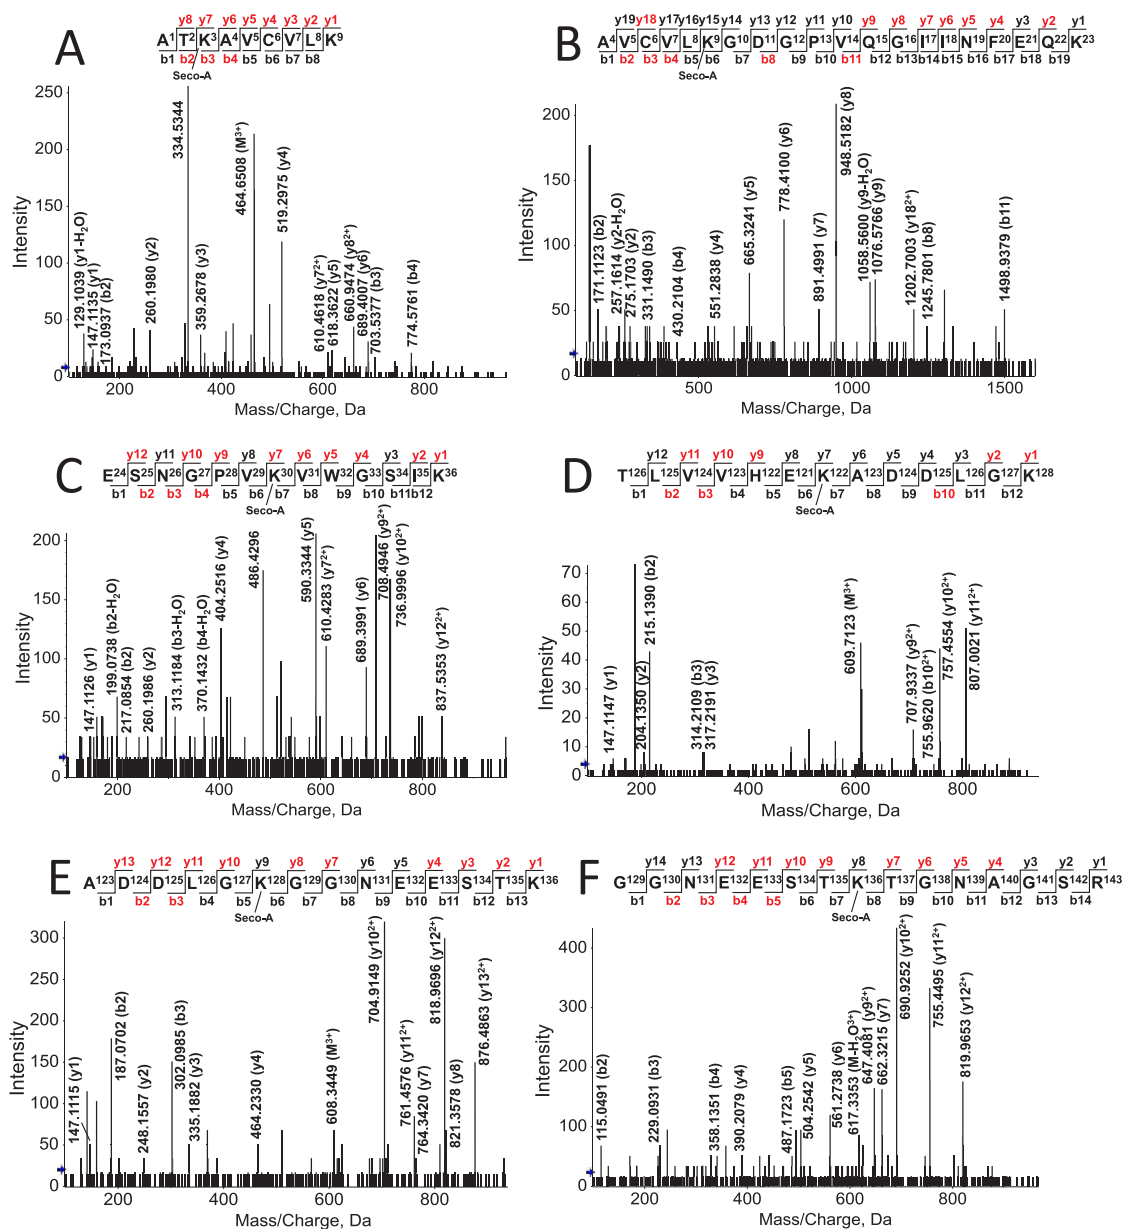 A
y8 y7 y6 y5 y4 y3 y2 y1
A¹ T² K³ A⁴ V⁵ C⁶ V⁷ L⁸ K⁹
b1 b2 b3 b4 b5 b6 b7 b8
Seco-A
Intensity
250
200
150
100
50
0
129.1039 (y1-H₂O)
147.1135 (y1)
173.0937 (b2)
260.1980 (y2)
334.5344
359.2678 (y3)
464.6508 (M³⁺)
519.2975 (y4)
610.4618 (y7²⁺)
618.3622 (y5)
660.9474 (y8²⁺)
689.4007 (y6)
703.5377 (b3)
774.5761 (b4)
200 400 600 800
Mass/Charge, Da
B
y19 y18 y17 y16 y15 y14 y13 y12 y11 y10 y9 y8 y7 y6 y5 y4 y3 y2 y1
A⁴ V⁵ C⁶ V⁷ L⁸ K⁹ G¹⁰ D¹¹ G¹² P¹³ V¹⁴ Q¹⁵ G¹⁶ I¹⁷ I¹⁸ N¹⁹ F²⁰ E²¹ Q²² K²³
b1 b2 b3 b4 b5 b6 b7 b8 b9 b10 b11 b12 b13 b14 b15 b16 b17 b18 b19
Seco-A
Intensity
200
150
100
50
0
171.1123 (b2)
257.1614 (y2-H₂O)
275.1703 (y2)
331.1490 (b3)
430.2104 (b4)
551.2838 (y4)
665.3241 (y5)
778.4100 (y6)
891.4991 (y7)
948.5182 (y8)
1058.5600 (y9-H₂O)
1076.5766 (y9)
1202.7003 (y18²⁺)
1245.7801 (b8)
1498.9379 (b11)
500 1000 1500
Mass/Charge, Da
C
y12 y11 y10 y9 y8 y7 y6 y5 y4 y3 y2 y1
E²⁴ S²⁵ N²⁶ G²⁷ P²⁸ V²⁹ K³⁰ V³¹ W³² G³³ S³⁴ I³⁵ K³⁶
b1 b2 b3 b4 b5 b6 b7 b8 b9 b10 b11 b12
Seco-A
Intensity
200
150
100
50
0
147.1126 (y1)
199.0738 (b2-H₂O)
217.0854 (b2)
260.1986 (y2)
313.1184 (b3-H₂O)
370.1432 (b4-H₂O)
404.2516 (y4)
486.4296
590.3344 (y5)
610.4283 (y7²⁺)
689.3991 (y6)
708.4946 (y9²⁺)
736.9996 (y10²⁺)
837.5353 (y12²⁺)
200 400 600 800
Mass/Charge, Da
D
y12 y11 y10 y9 y8 y7 y6 y5 y4 y3 y2 y1
T¹²⁶ L¹²⁵ V¹²⁴ V¹²³ H¹²² E¹²¹ K¹²² A¹²³ D¹²⁴ D¹²⁵ L¹²⁶ G¹²⁷ K¹²⁸
b1 b2 b3 b4 b5 b6 b7 b8 b9 b10 b11 b12
Seco-A
Intensity
70
60
50
40
30
20
10
0
147.1147 (y1)
204.1350 (y2)
215.1390 (b2)
314.2109 (b3)
317.2191 (y3)
609.7123 (M³⁺)
707.9337 (y9²⁺)
755.9620 (b10²⁺)
757.4554 (y10²⁺)
807.0021 (y11²⁺)
200 400 600 800
Mass/Charge, Da
E
y13 y12 y11 y10 y9 y8 y7 y6 y5 y4 y3 y2 y1
A¹²³ D¹²⁴ D¹²⁵ L¹²⁶ G¹²⁷ K¹²⁸ G¹²⁹ G¹³⁰ N¹³¹ E¹³² E¹³³ S¹³⁴ T¹³⁵ K¹³⁶
b1 b2 b3 b4 b5 b6 b7 b8 b9 b10 b11 b12 b13
Seco-A
Intensity
300
250
200
150
100
50
0
147.1115 (y1)
187.0702 (b2)
248.1557 (y2)
302.0985 (b3)
335.1882 (y3)
464.2330 (y4)
608.3449 (M³⁺)
704.9149 (y10²⁺)
761.4576 (y11²⁺)
764.3420 (y7)
818.9696 (y12²⁺)
821.3578 (y8)
876.4863 (y13²⁺)
200 400 600 800
Mass/Charge, Da
F
y14 y13 y12 y11 y10 y9 y8 y7 y6 y5 y4 y3 y2 y1
G¹²⁹ G¹³⁰ N¹³¹ E¹³² E¹³³ S¹³⁴ T¹³⁵ K¹³⁶ T¹³⁷ G¹³⁸ N¹³⁹ A¹⁴⁰ G¹⁴¹ S¹⁴² R¹⁴³
b1 b2 b3 b4 b5 b6 b7 b8 b9 b10 b11 b12 b13 b14
Seco-A
Intensity
400
300
200
100
0
115.0491 (b2)
229.0931 (b3)
358.1351 (b4)
390.2079 (y4)
487.1723 (b5)
504.2542 (y5)
561.2738 (y6)
617.3353 (M-H₂O³⁺)
647.4081 (y9²⁺)
662.3215 (y7)
690.9252 (y10²⁺)
755.4495 (y11²⁺)
819.9653 (y12²⁺)
200 400 600 800
Mass/Charge, Da